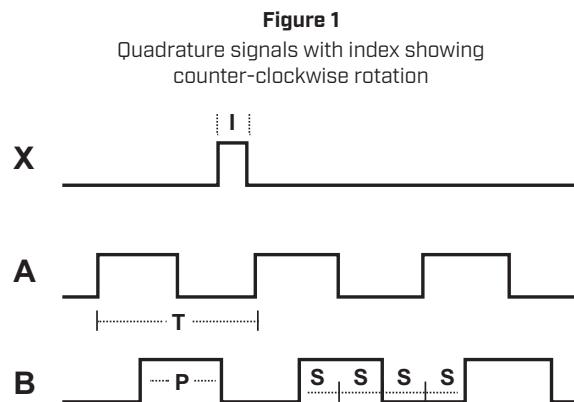 Figure 1
Quadrature signals with index showing
counter-clockwise rotation
I
X
A
T
B
P
S S S S